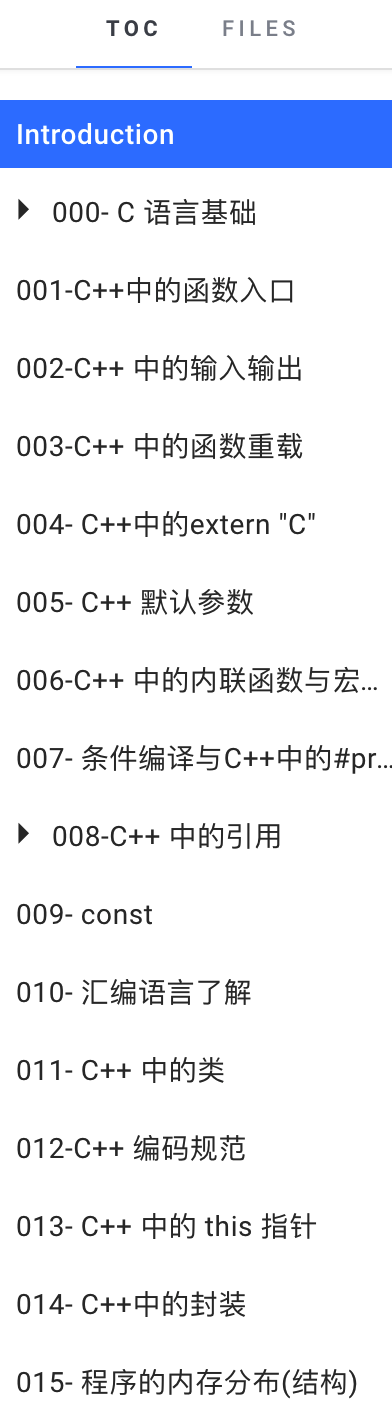 TOC FILES
Introduction
000- C 语言基础
001-C++中的函数入口
002-C++ 中的输入输出
003-C++ 中的函数重载
004- C++中的extern "C"
005- C++ 默认参数
006-C++ 中的内联函数与宏…
007- 条件编译与C++中的#pr…
008-C++ 中的引用
009- const
010- 汇编语言了解
011- C++ 中的类
012-C++ 编码规范
013- C++ 中的 this 指针
014- C++中的封装
015- 程序的内存分布(结构)